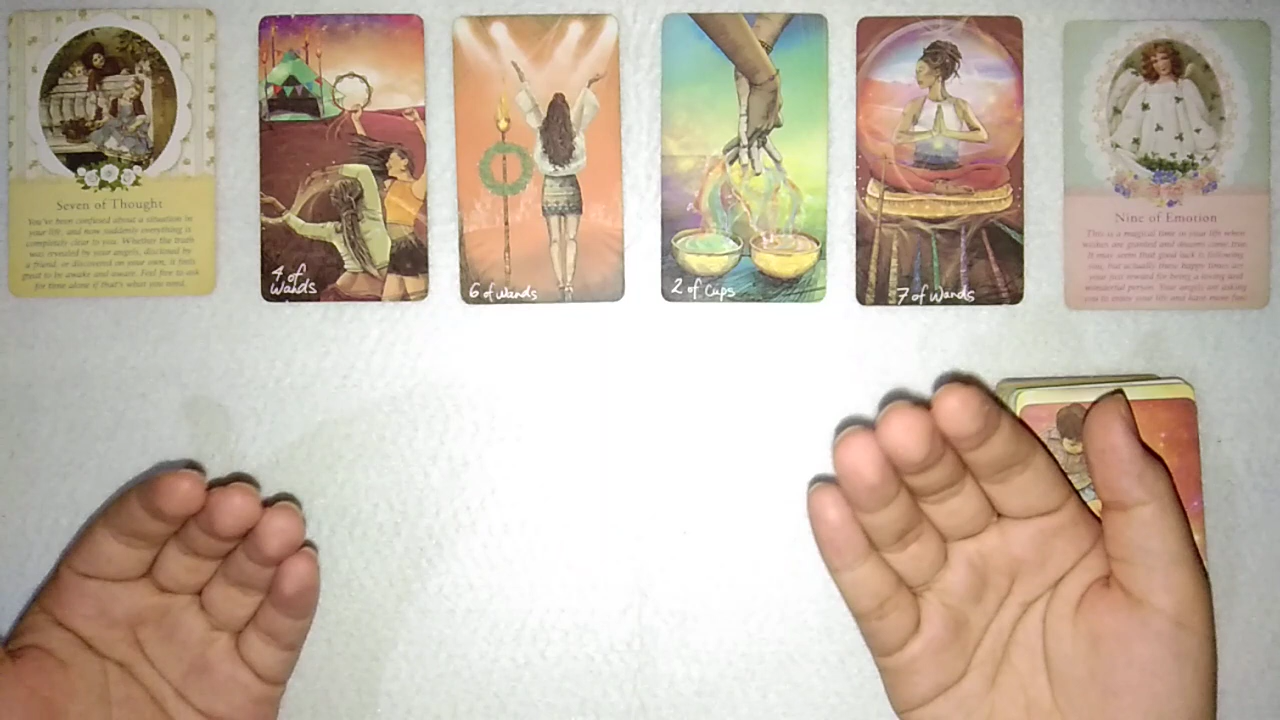 Seven of Thought
You've been confused about a situation in
your life, and now suddenly everything is
completely clear to you. Whether the truth
was revealed by your angels, disclosed by
a friend, or discovered on your own, it feels
great to be awake and aware. Feel free to ask
for time alone if that's what you need.
4 of
Wands
6 of Wands
2 of Cups
7 of Wands
Nine of Emotion
This is a magical time in your life when
wishes are granted and dreams come true.
It may seem that good luck is following
you, but actually these happy times are
your reward for being a loving and
wonderful person. Your angels are asking
you to enjoy your life and have more fun.